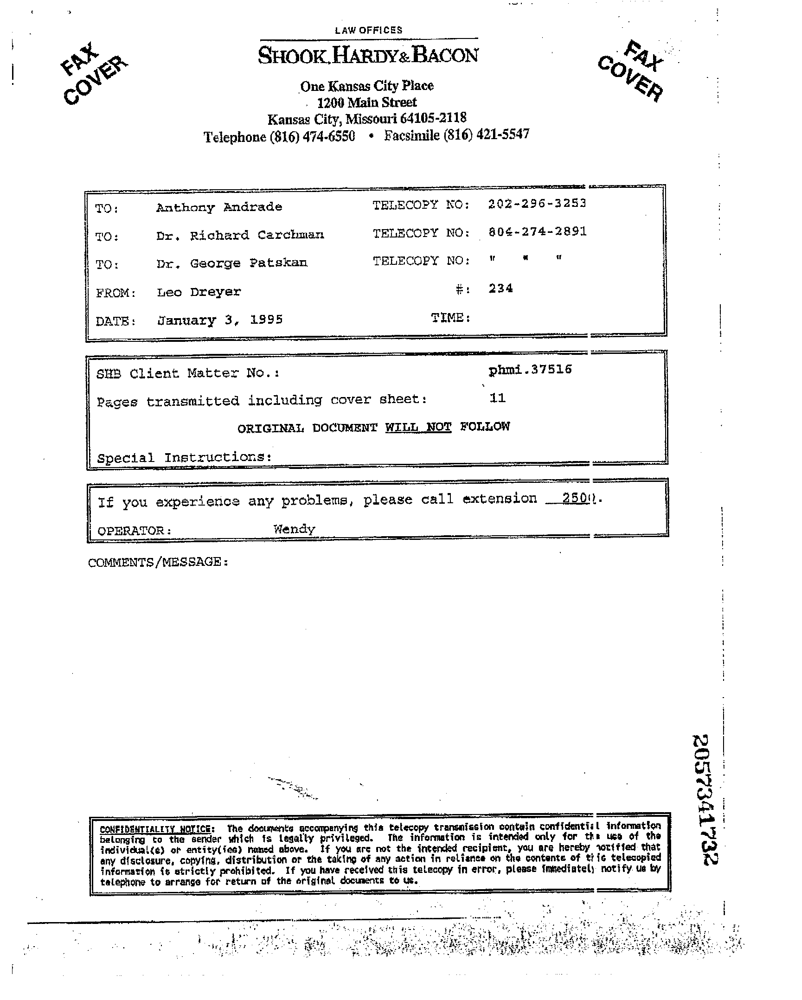 LAW OFFICES
SHOOK, HARDY & BACON
FAX
COVER
FAX
COVER
One Kansas City Place
1200 Main Street
Kansas City, Missouri 64105-2118
Telephone (816) 474-6550 • Facsimile (816) 421-5547
TO: Anthony Andrade TELECOPY NO: 202-296-3253
TO: Dr. Richard Carchman TELECOPY NO: 804-274-2891
TO: Dr. George Patskan TELECOPY NO: " " "
FROM: Leo Dreyer #: 234
DATE: January 3, 1995 TIME:
SHB Client Matter No.: phmi.37516
Pages transmitted including cover sheet: 11
ORIGINAL DOCUMENT WILL NOT FOLLOW
Special Instructions:
If you experience any problems, please call extension 2500.
OPERATOR: Wendy
COMMENTS/MESSAGE:
2057341732
CONFIDENTIALITY NOTICE: The documents accompanying this telecopy transmission contain confidential information
belonging to the sender which is legally privileged. The information is intended only for the use of the
individual(s) or entity(ies) named above. If you are not the intended recipient, you are hereby notified that
any disclosure, copying, distribution or the taking of any action in reliance on the contents of this telecopied
information is strictly prohibited. If you have received this telecopy in error, please immediately notify us by
telephone to arrange for return of the original documents to us.